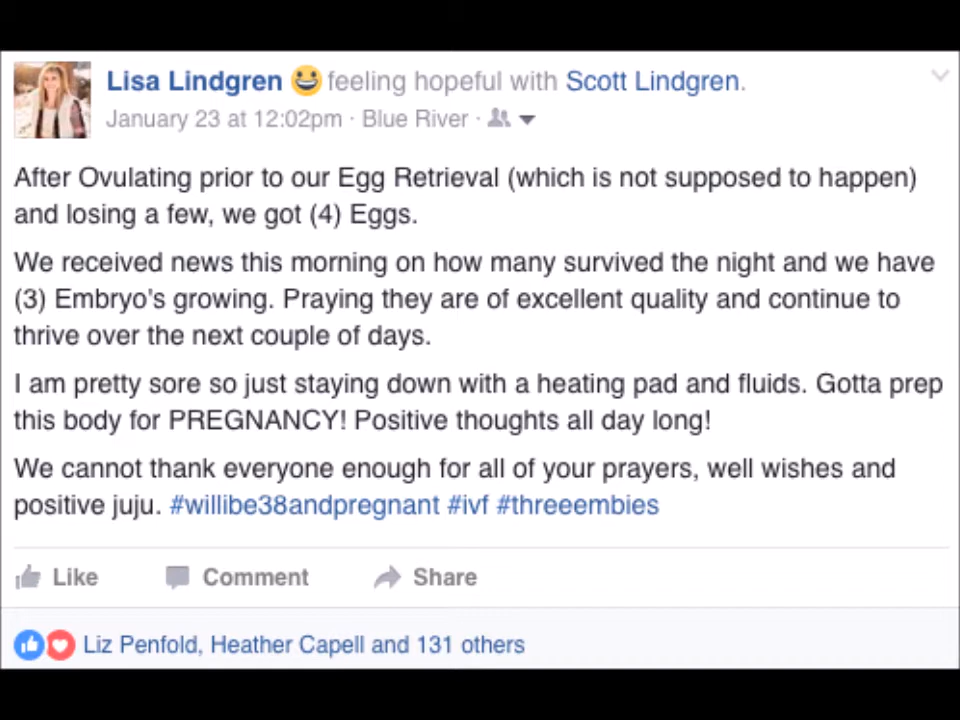 Lisa Lindgren 😃 feeling hopeful with Scott Lindgren.
January 23 at 12:02pm · Blue River ·
After Ovulating prior to our Egg Retrieval (which is not supposed to happen)
and losing a few, we got (4) Eggs.
We received news this morning on how many survived the night and we have
(3) Embryo's growing. Praying they are of excellent quality and continue to
thrive over the next couple of days.
I am pretty sore so just staying down with a heating pad and fluids. Gotta prep
this body for PREGNANCY! Positive thoughts all day long!
We cannot thank everyone enough for all of your prayers, well wishes and
positive juju. #willibe38andpregnant #ivf #threeembies
Like Comment Share
Liz Penfold, Heather Capell and 131 others